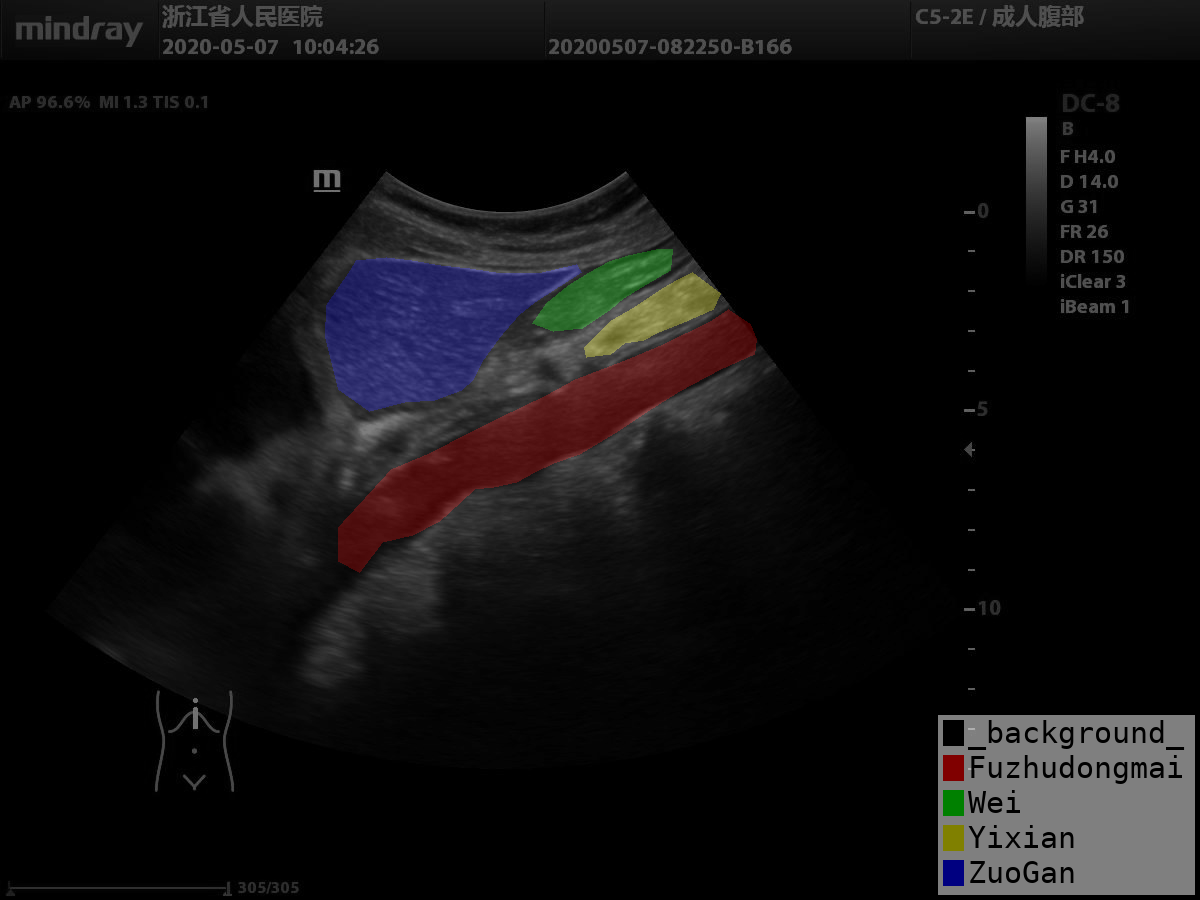 mindray
浙江省人民医院
2020-05-07 10:04:26
20200507-082250-B166
C5-2E / 成人腹部
AP 96.6% MI 1.3 TIS 0.1
DC-8
B
F H4.0
D 14.0
G 31
FR 26
DR 150
iClear 3
iBeam 1
m
0
5
10
_background_
Fuzhudongmai
Wei
Yixian
ZuoGan
305/305